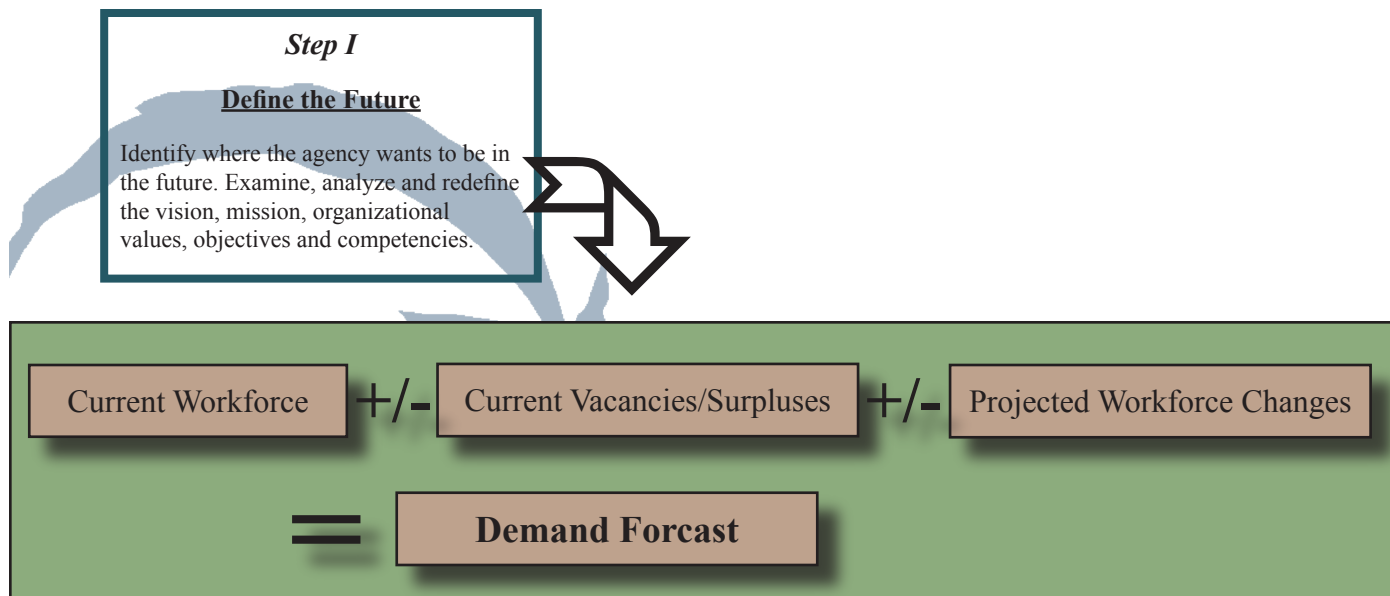 Step I
Define the Future
Identify where the agency wants to be in
the future. Examine, analyze and redefine
the vision, mission, organizational
values, objectives and competencies.
Current Workforce +/- Current Vacancies/Surpluses +/- Projected Workforce Changes
= Demand Forcast